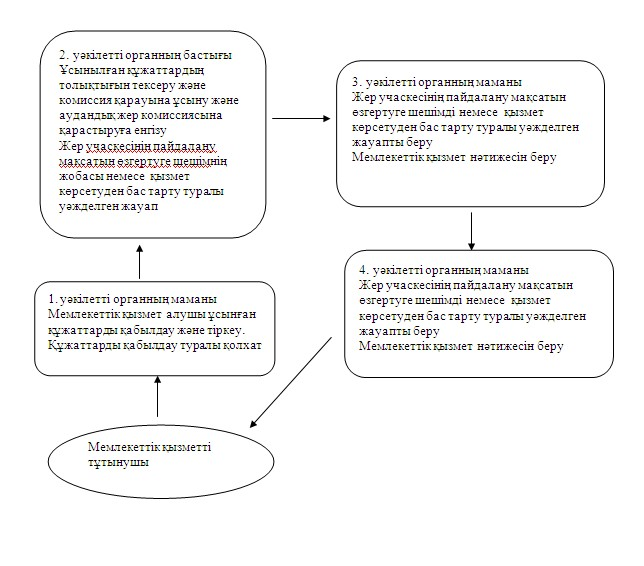 2. уәкілетті органның бастығы
Ұсынылған құжаттардың
толықтығын тексеру және
комиссия қарауына ұсыну және
аудандық жер комиссиясына
қарастыруға енгізу
Жер учаскесінің пайдалану
мақсатын өзгертуге шешімнің
жобасы немесе қызмет
көрсетуден бас тарту туралы
уәжделген жауап
3. уәкілетті органның маманы
Жер учаскесінің пайдалану мақсатын
өзгертуге шешімді немесе қызмет
көрсетуден бас тарту туралы уәжделген
жауапты беру
Мемлекеттік қызмет нәтижесін беру
4. уәкілетті органның маманы
Жер учаскесінің пайдалану мақсатын
өзгертуге шешімді немесе қызмет
көрсетуден бас тарту туралы уәжделген
жауапты беру
Мемлекеттік қызмет нәтижесін беру
1. уәкілетті органның маманы
Мемлекеттік қызмет алушы ұсынған
құжаттарды қабылдау және тіркеу.
Құжаттарды қабылдау туралы қолхат
Мемлекеттік қызметті
тұтынушы